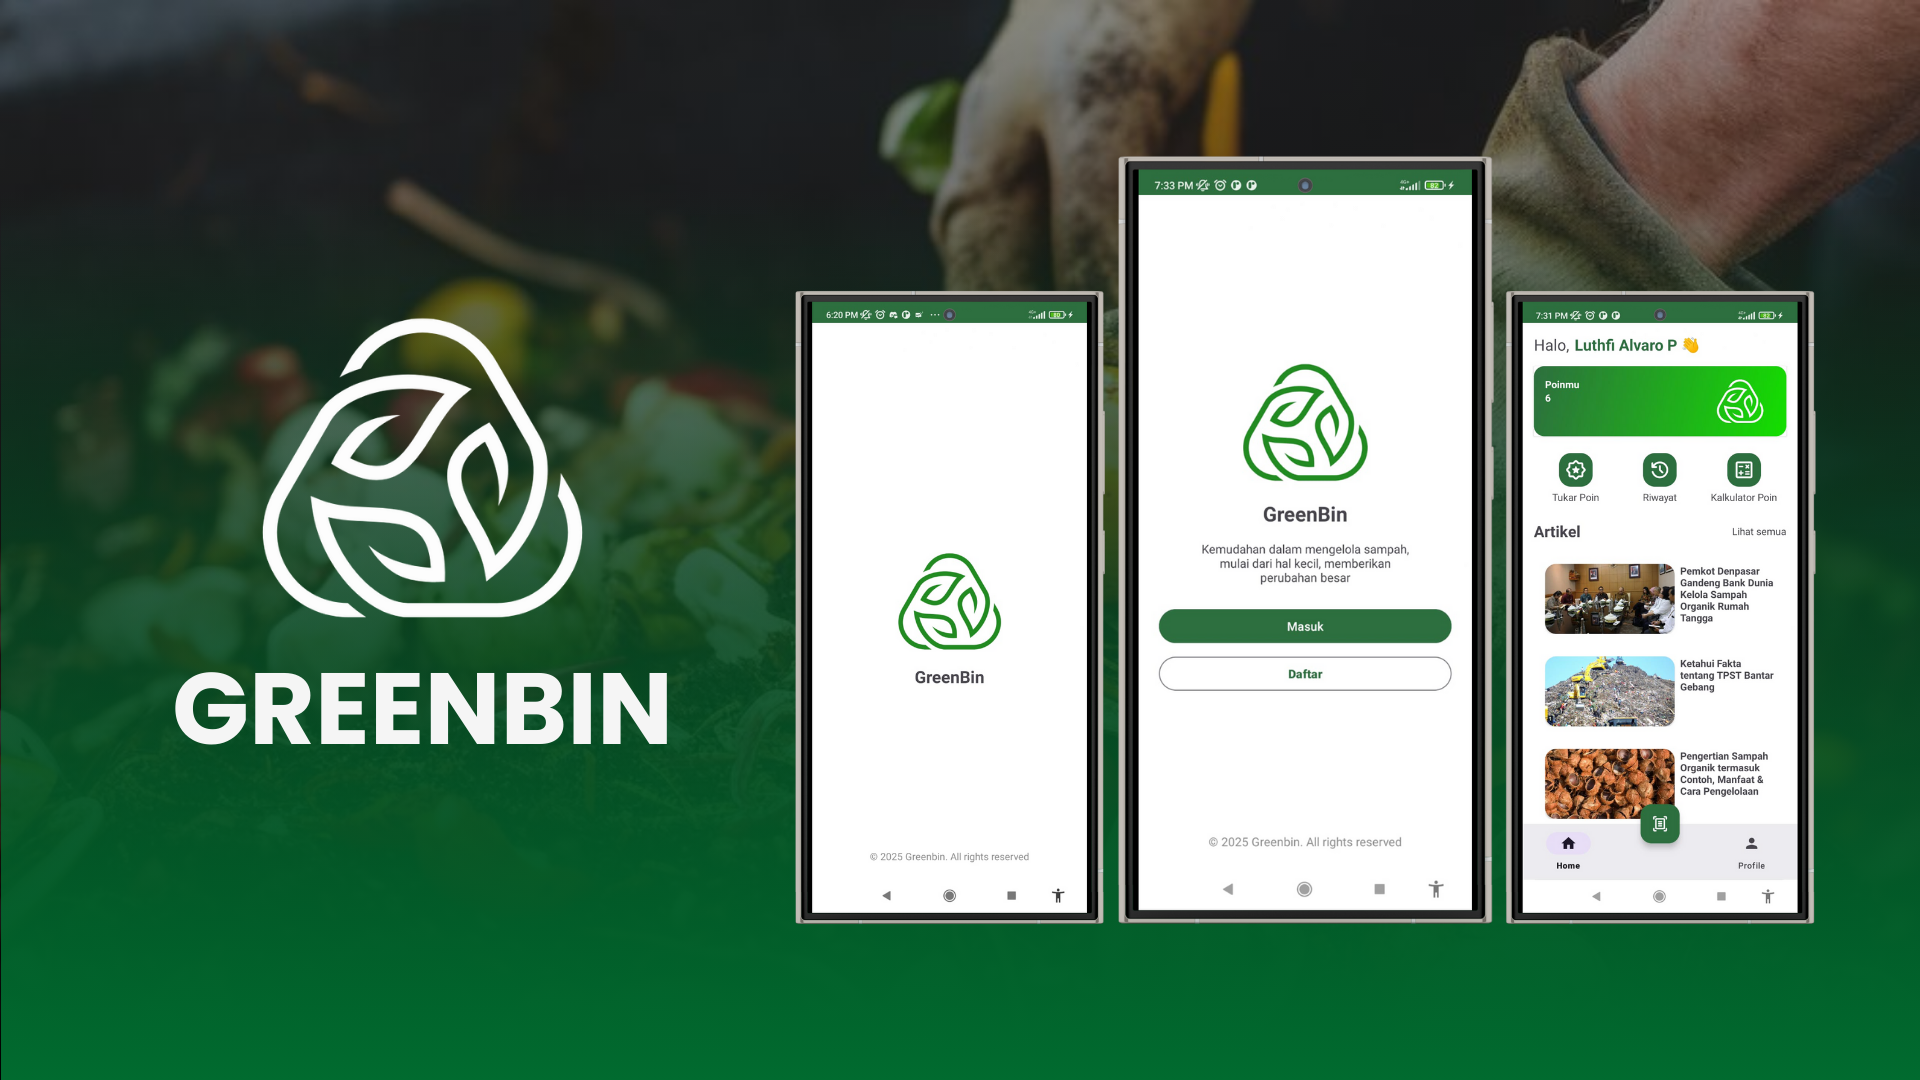 GREENBIN
6:20 PM
GreenBin
© 2025 Greenbin. All rights reserved
7:33 PM
82
GreenBin
Kemudahan dalam mengelola sampah,
mulai dari hal kecil, memberikan
perubahan besar
Masuk
Daftar
© 2025 Greenbin. All rights reserved
7:31 PM
Halo, Luthfi Alvaro P 👋
Poinmu
6
Tukar Poin
Riwayat
Kalkulator Poin
Artikel
Lihat semua
Pemkot Denpasar
Gandeng Bank Dunia
Kelola Sampah
Organik Rumah
Tangga
Ketahui Fakta
tentang TPST Bantar
Gebang
Pengertian Sampah
Organik termasuk
Contoh, Manfaat &
Cara Pengelolaan
Home
Profile